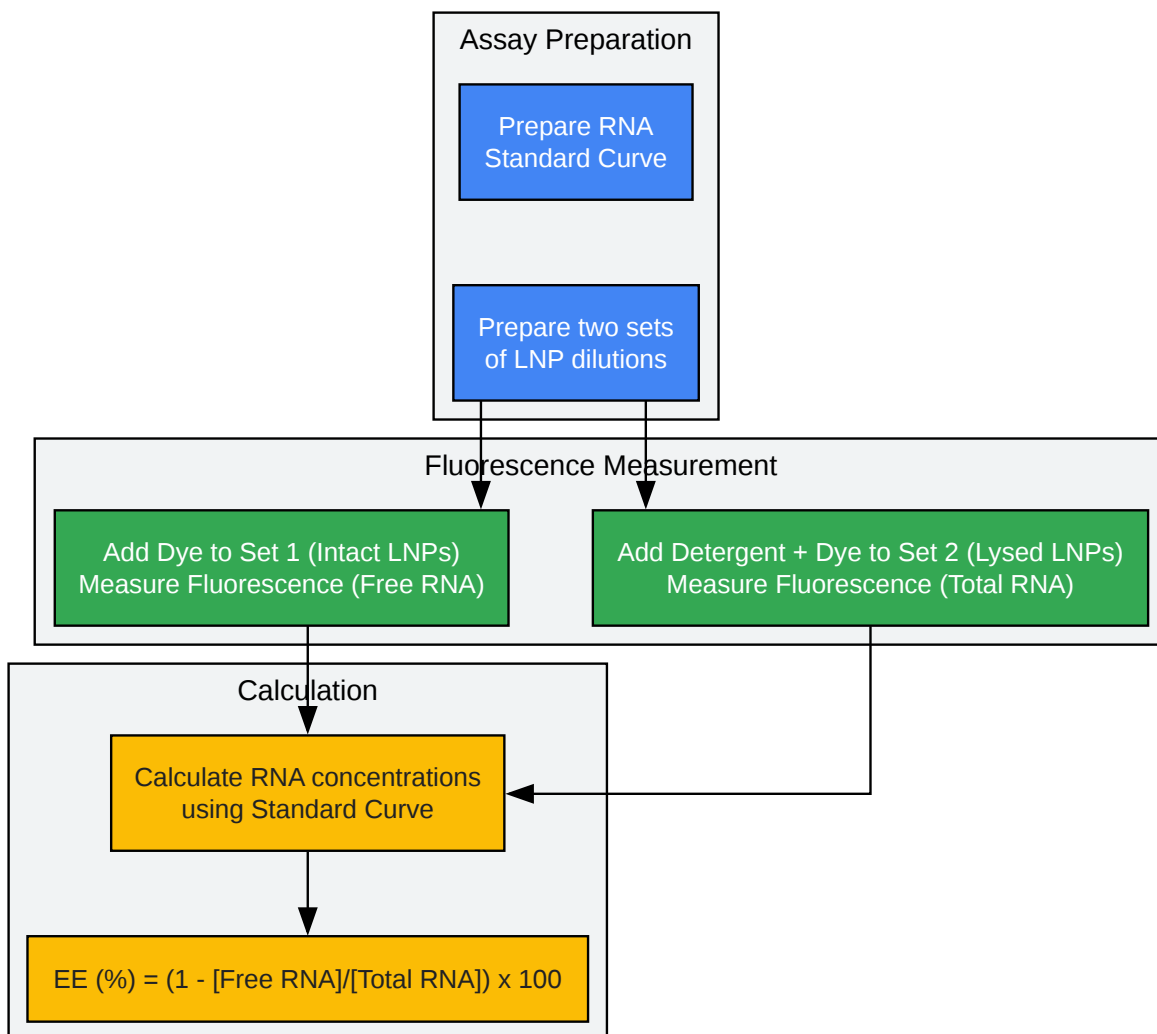 Assay Preparation
Prepare RNA
Standard Curve
Prepare two sets
of LNP dilutions
Fluorescence Measurement
Add Dye to Set 1 (Intact LNPs)
Measure Fluorescence (Free RNA)
Add Detergent + Dye to Set 2 (Lysed LNPs)
Measure Fluorescence (Total RNA)
Calculation
Calculate RNA concentrations
using Standard Curve
EE (%) = (1 - [Free RNA]/[Total RNA]) x 100